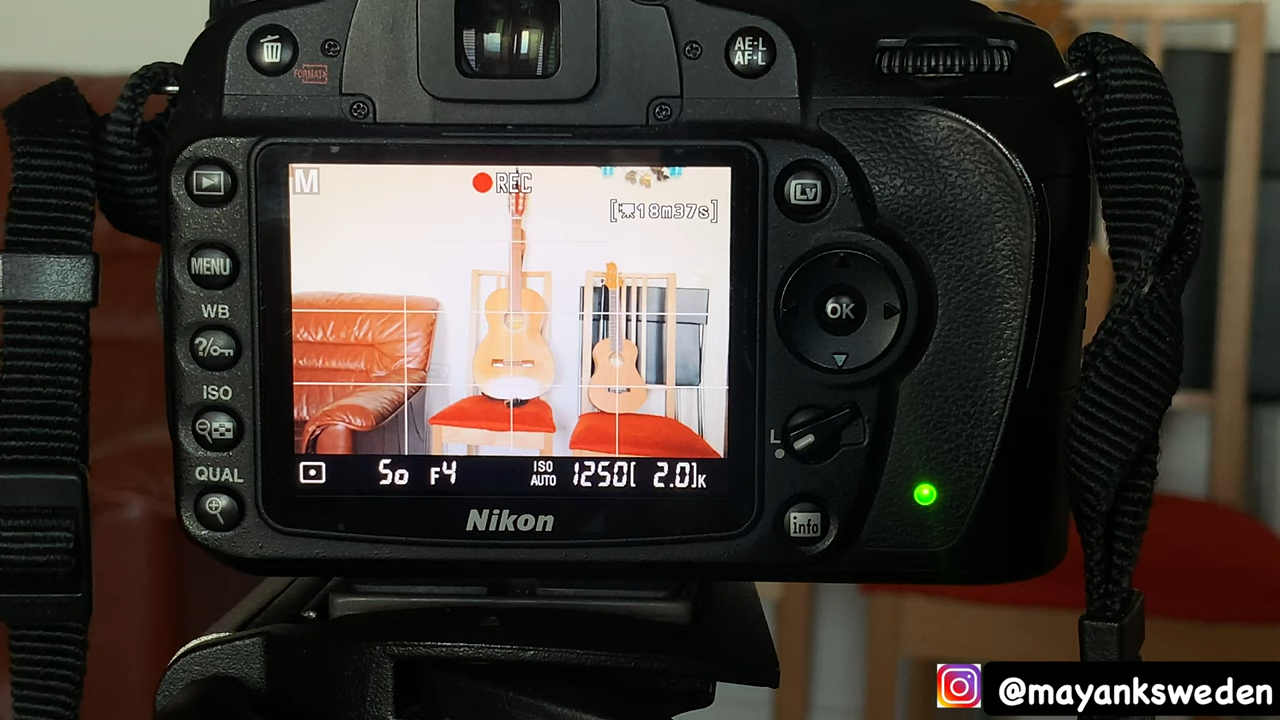 AE-L
AF-L
FORMAT
M
REC
[18m37s]
MENU
WB
?/
ISO
QUAL
Lv
OK
L
info
50 F4 ISO AUTO 1250[ 2.0]K
Nikon
@mayanksweden